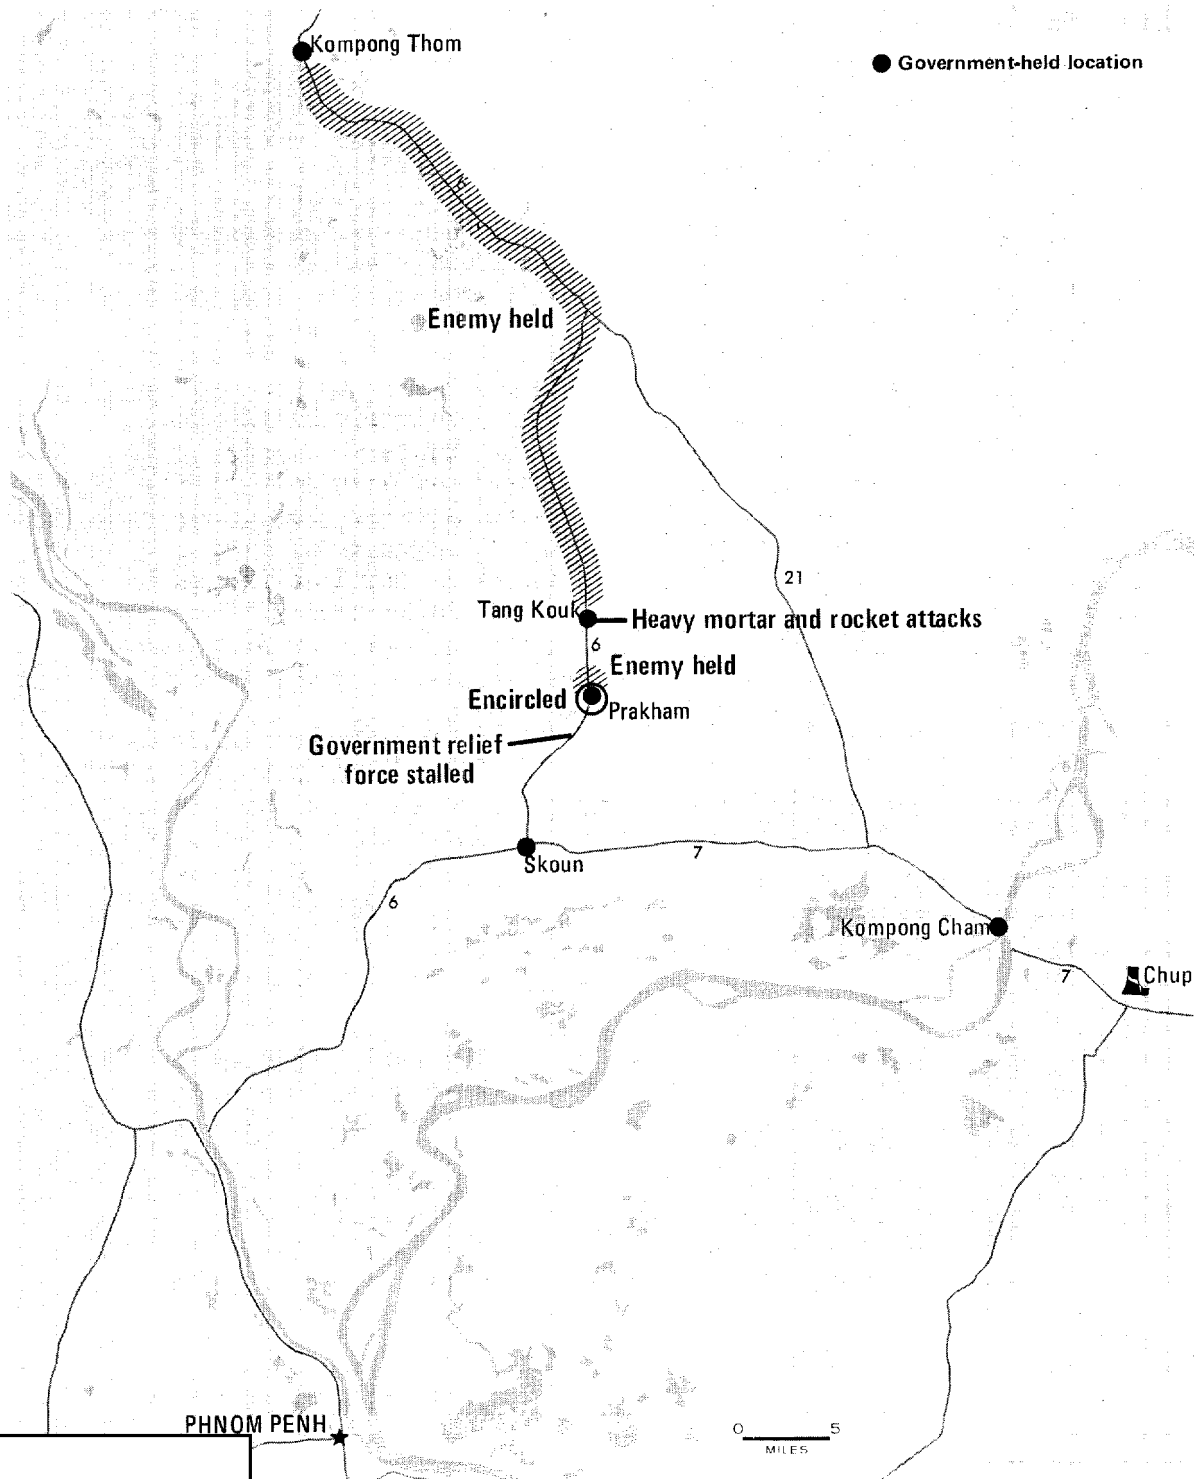 Kompong Thom
Government-held location
6
Enemy held
21
Tang Kouk
Heavy mortar and rocket attacks
6
Enemy held
Encircled
Prakham
Government relief
force stalled
7
Skoun
6
Kompong Cham
7
Chup
PHNOM PENH
0 5
MILES